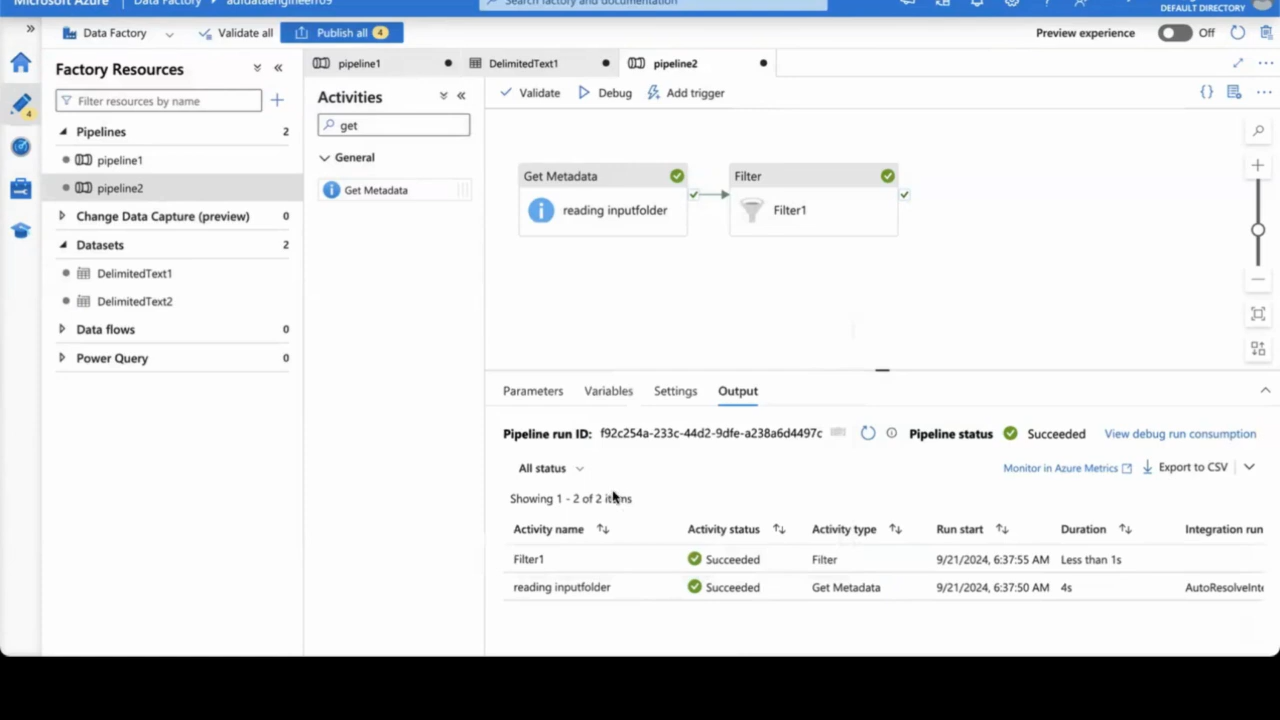 Microsoft Azure
Data Factory
adfdataengineer09
Search factory and documentation
DEFAULT DIRECTORY
Data Factory
Validate all
Publish all 4
Preview experience
Off
Factory Resources
Filter resources by name
Pipelines 2
pipeline1
pipeline2
Change Data Capture (preview) 0
Datasets 2
DelimitedText1
DelimitedText2
Data flows 0
Power Query 0
4
pipeline1
DelimitedText1
pipeline2
Activities
get
General
Get Metadata
Validate
Debug
Add trigger
Get Metadata
reading inputfolder
Filter
Filter1
Parameters
Variables
Settings
Output
Pipeline run ID: f92c254a-233c-44d2-9dfe-a238a6d4497c
Pipeline status Succeeded
View debug run consumption
All status
Monitor in Azure Metrics
Export to CSV
Showing 1 - 2 of 2 items
Activity name Activity status Activity type Run start Duration Integration run
Filter1 Succeeded Filter 9/21/2024, 6:37:55 AM Less than 1s
reading inputfolder Succeeded Get Metadata 9/21/2024, 6:37:50 AM 4s AutoResolveInte